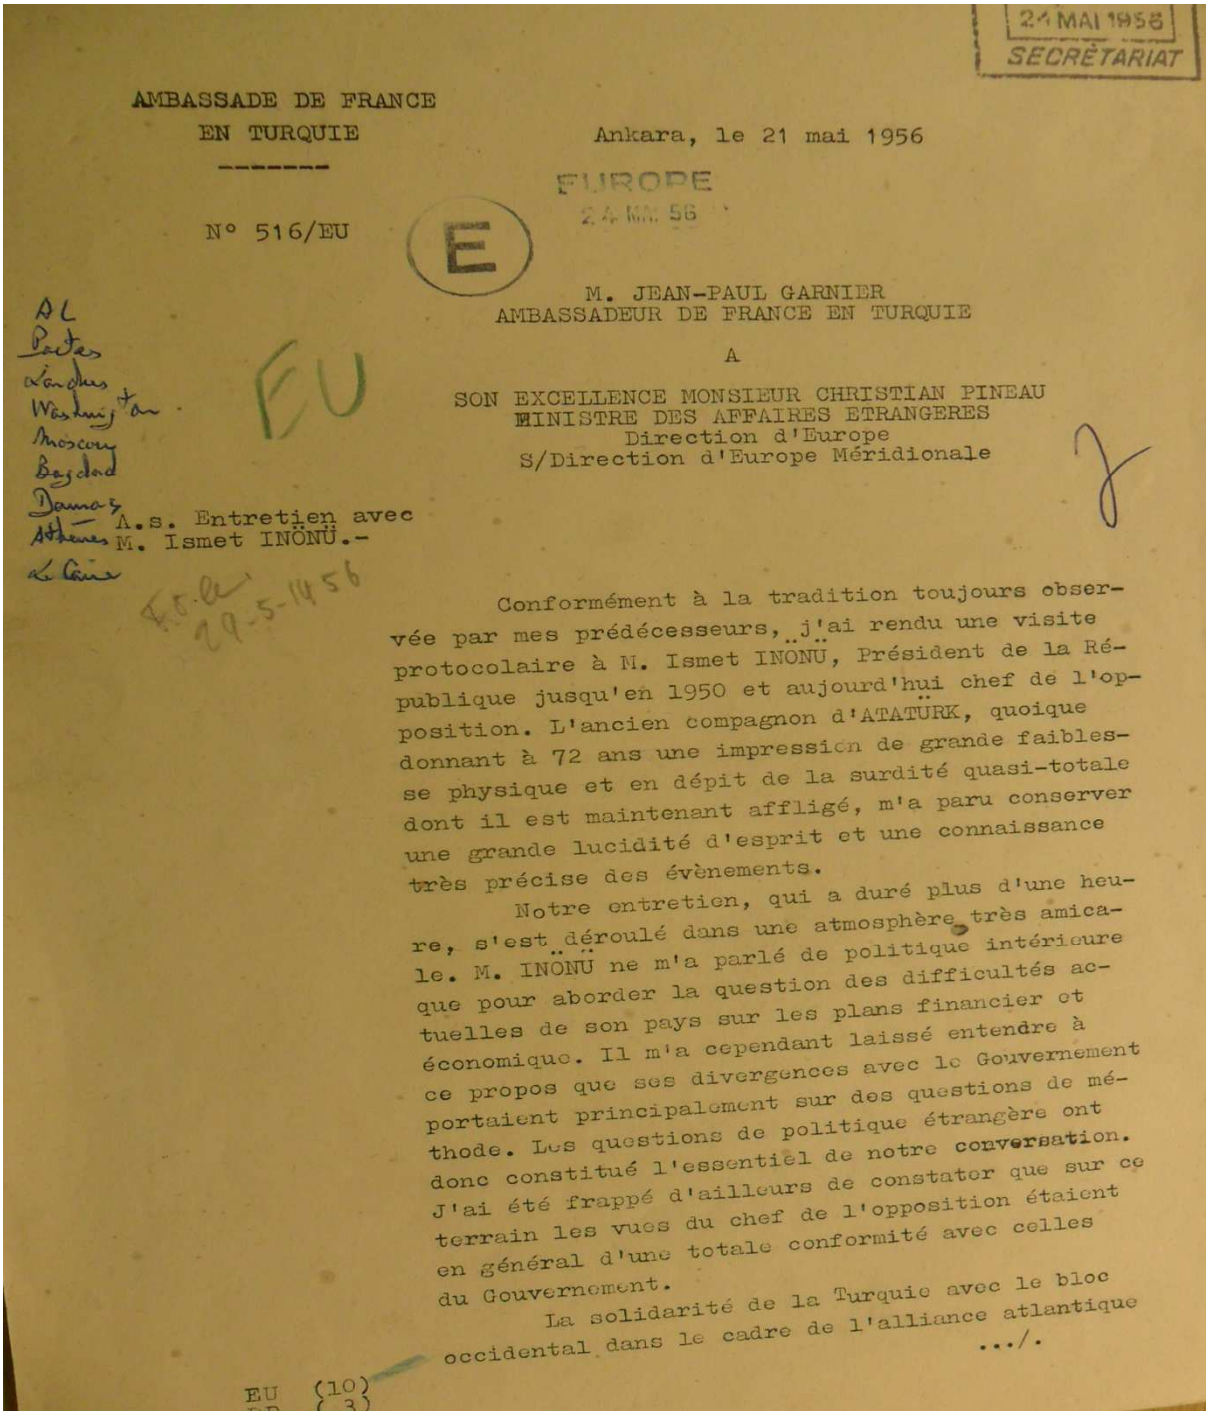 24 MAI 1956
SECRÉTARIAT
AMBASSADE DE FRANCE
EN TURQUIE
Ankara, le 21 mai 1956
EUROPE
24 MAI 56
N° 516/EU
E
M. JEAN-PAUL GARNIER
AMBASSADEUR DE FRANCE EN TURQUIE
A
SON EXCELLENCE MONSIEUR CHRISTIAN PINEAU
MINISTRE DES AFFAIRES ETRANGERES
Direction d'Europe
S/Direction d'Europe Méridionale
EU
AL
Pactes
Londres
Washington
Moscou
Bagdad
Damas
Athènes
Le Caire
A.s. Entretien avec
M. Ismet INÖNÜ.-
29-5-1956
Conformément à la tradition toujours obser-
vée par mes prédécesseurs, j'ai rendu une visite
protocolaire à M. Ismet INÖNÜ, Président de la Ré-
publique jusqu'en 1950 et aujourd'hui chef de l'op-
position. L'ancien compagnon d'ATATÜRK, quoique
donnant à 72 ans une impression de grande faibles-
se physique et en dépit de la surdité quasi-totale
dont il est maintenant affligé, m'a paru conserver
une grande lucidité d'esprit et une connaissance
très précise des évènements.
Notre entretien, qui a duré plus d'une heu-
re, s'est déroulé dans une atmosphère très amica-
le. M. INÖNÜ ne m'a parlé de politique intérieure
que pour aborder la question des difficultés ac-
tuelles de son pays sur les plans financier et
économique. Il m'a cependant laissé entendre à
ce propos que ses divergences avec le Gouvernement
portaient principalement sur des questions de mé-
thode. Les questions de politique étrangère ont
donc constitué l'essentiel de notre conversation.
J'ai été frappé d'ailleurs de constater que sur ce
terrain les vues du chef de l'opposition étaient
en général d'une totale conformité avec celles
du Gouvernement.
La solidarité de la Turquie avec le bloc
occidental dans le cadre de l'alliance atlantique
.../.
EU (10)
( 3)